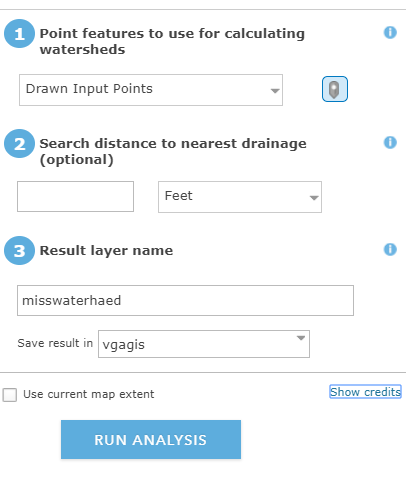 1 Point features to use for calculating
watersheds
Drawn Input Points
2 Search distance to nearest drainage
(optional)
Feet
3 Result layer name
misswaterhaed
Save result in vgagis
Use current map extent Show credits
RUN ANALYSIS